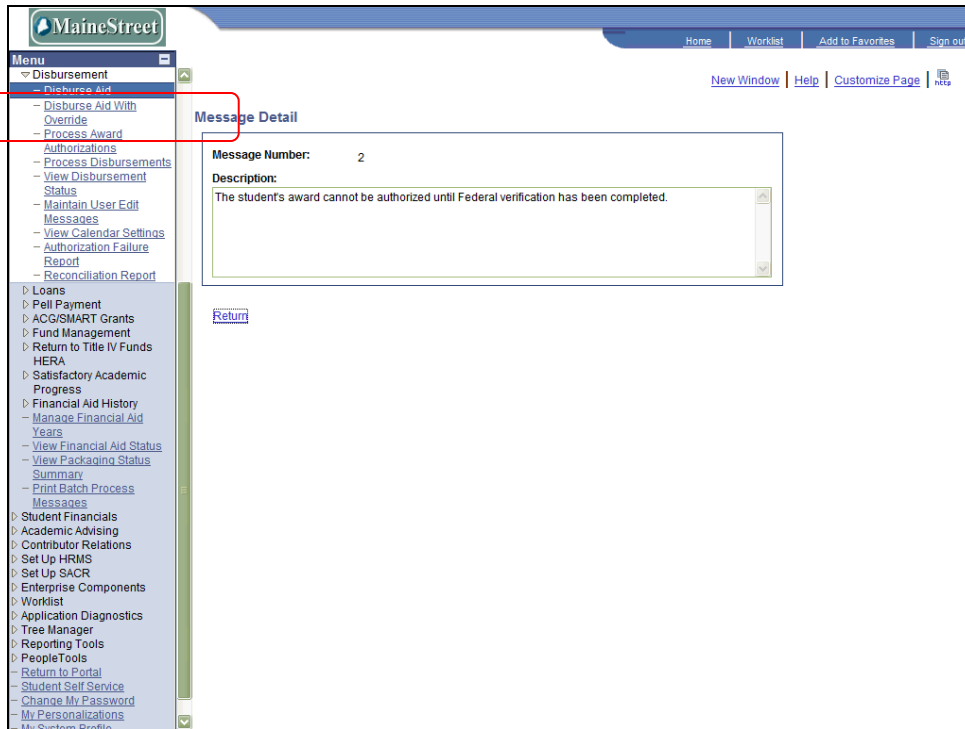 MaineStreet
Home
Worklist
Add to Favorites
Sign out
Menu
New Window
Help
Customize Page
http
Disbursement
Disburse Aid
Disburse Aid With
Override
Process Award
Authorizations
Process Disbursements
View Disbursement
Status
Maintain User Edit
Messages
View Calendar Settings
Authorization Failure
Report
Reconciliation Report
Loans
Pell Payment
ACG/SMART Grants
Fund Management
Return to Title IV Funds
HERA
Satisfactory Academic
Progress
Financial Aid History
Manage Financial Aid
Years
View Financial Aid Status
View Packaging Status
Summary
Print Batch Process
Messages
Student Financials
Academic Advising
Contributor Relations
Set Up HRMS
Set Up SACR
Enterprise Components
Worklist
Application Diagnostics
Tree Manager
Reporting Tools
PeopleTools
Return to Portal
Student Self Service
Change My Password
My Personalizations
My System Profile
Message Detail
Message Number: 2
Description:
The student's award cannot be authorized until Federal verification has been completed.
Return